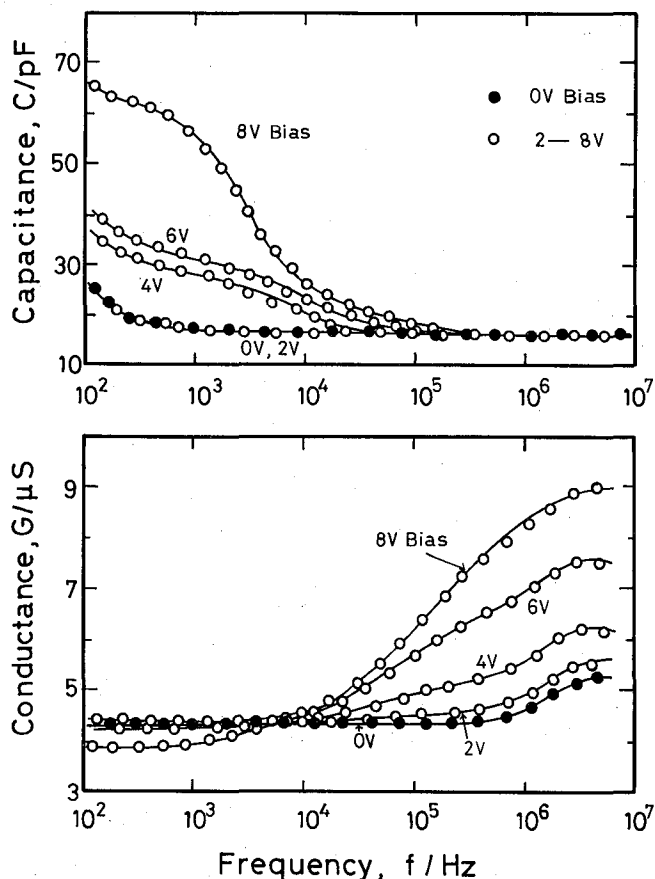 Capacitance, C/pF
70
50
30
10
8V Bias
● 0V Bias
○ 2 — 8V
6V
4V
0V, 2V
10²
10³
10⁴
10⁵
10⁶
10⁷
Conductance, G/μS
9
7
5
3
8V Bias
6V
4V
2V
0V
10²
10³
10⁴
10⁵
10⁶
10⁷
Frequency, f / Hz